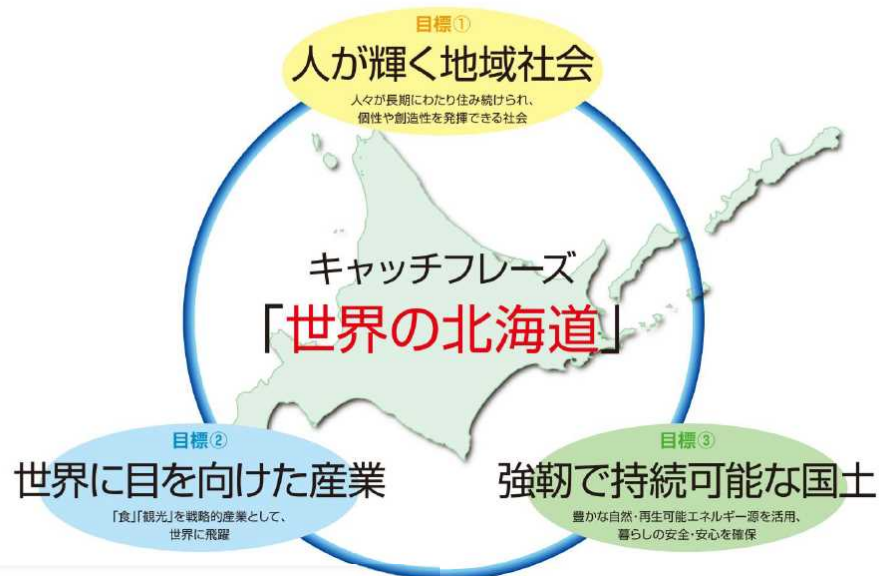 目標①
人が輝く地域社会
人々が長期にわたり住み続けられ、
個性や創造性を発揮できる社会
キャッチフレーズ
「世界の北海道」
目標②
世界に目を向けた産業
「食」「観光」を戦略的産業として、
世界に飛躍
目標③
強靭で持続可能な国土
豊かな自然・再生可能エネルギー源を活用、
暮らしの安全・安心を確保